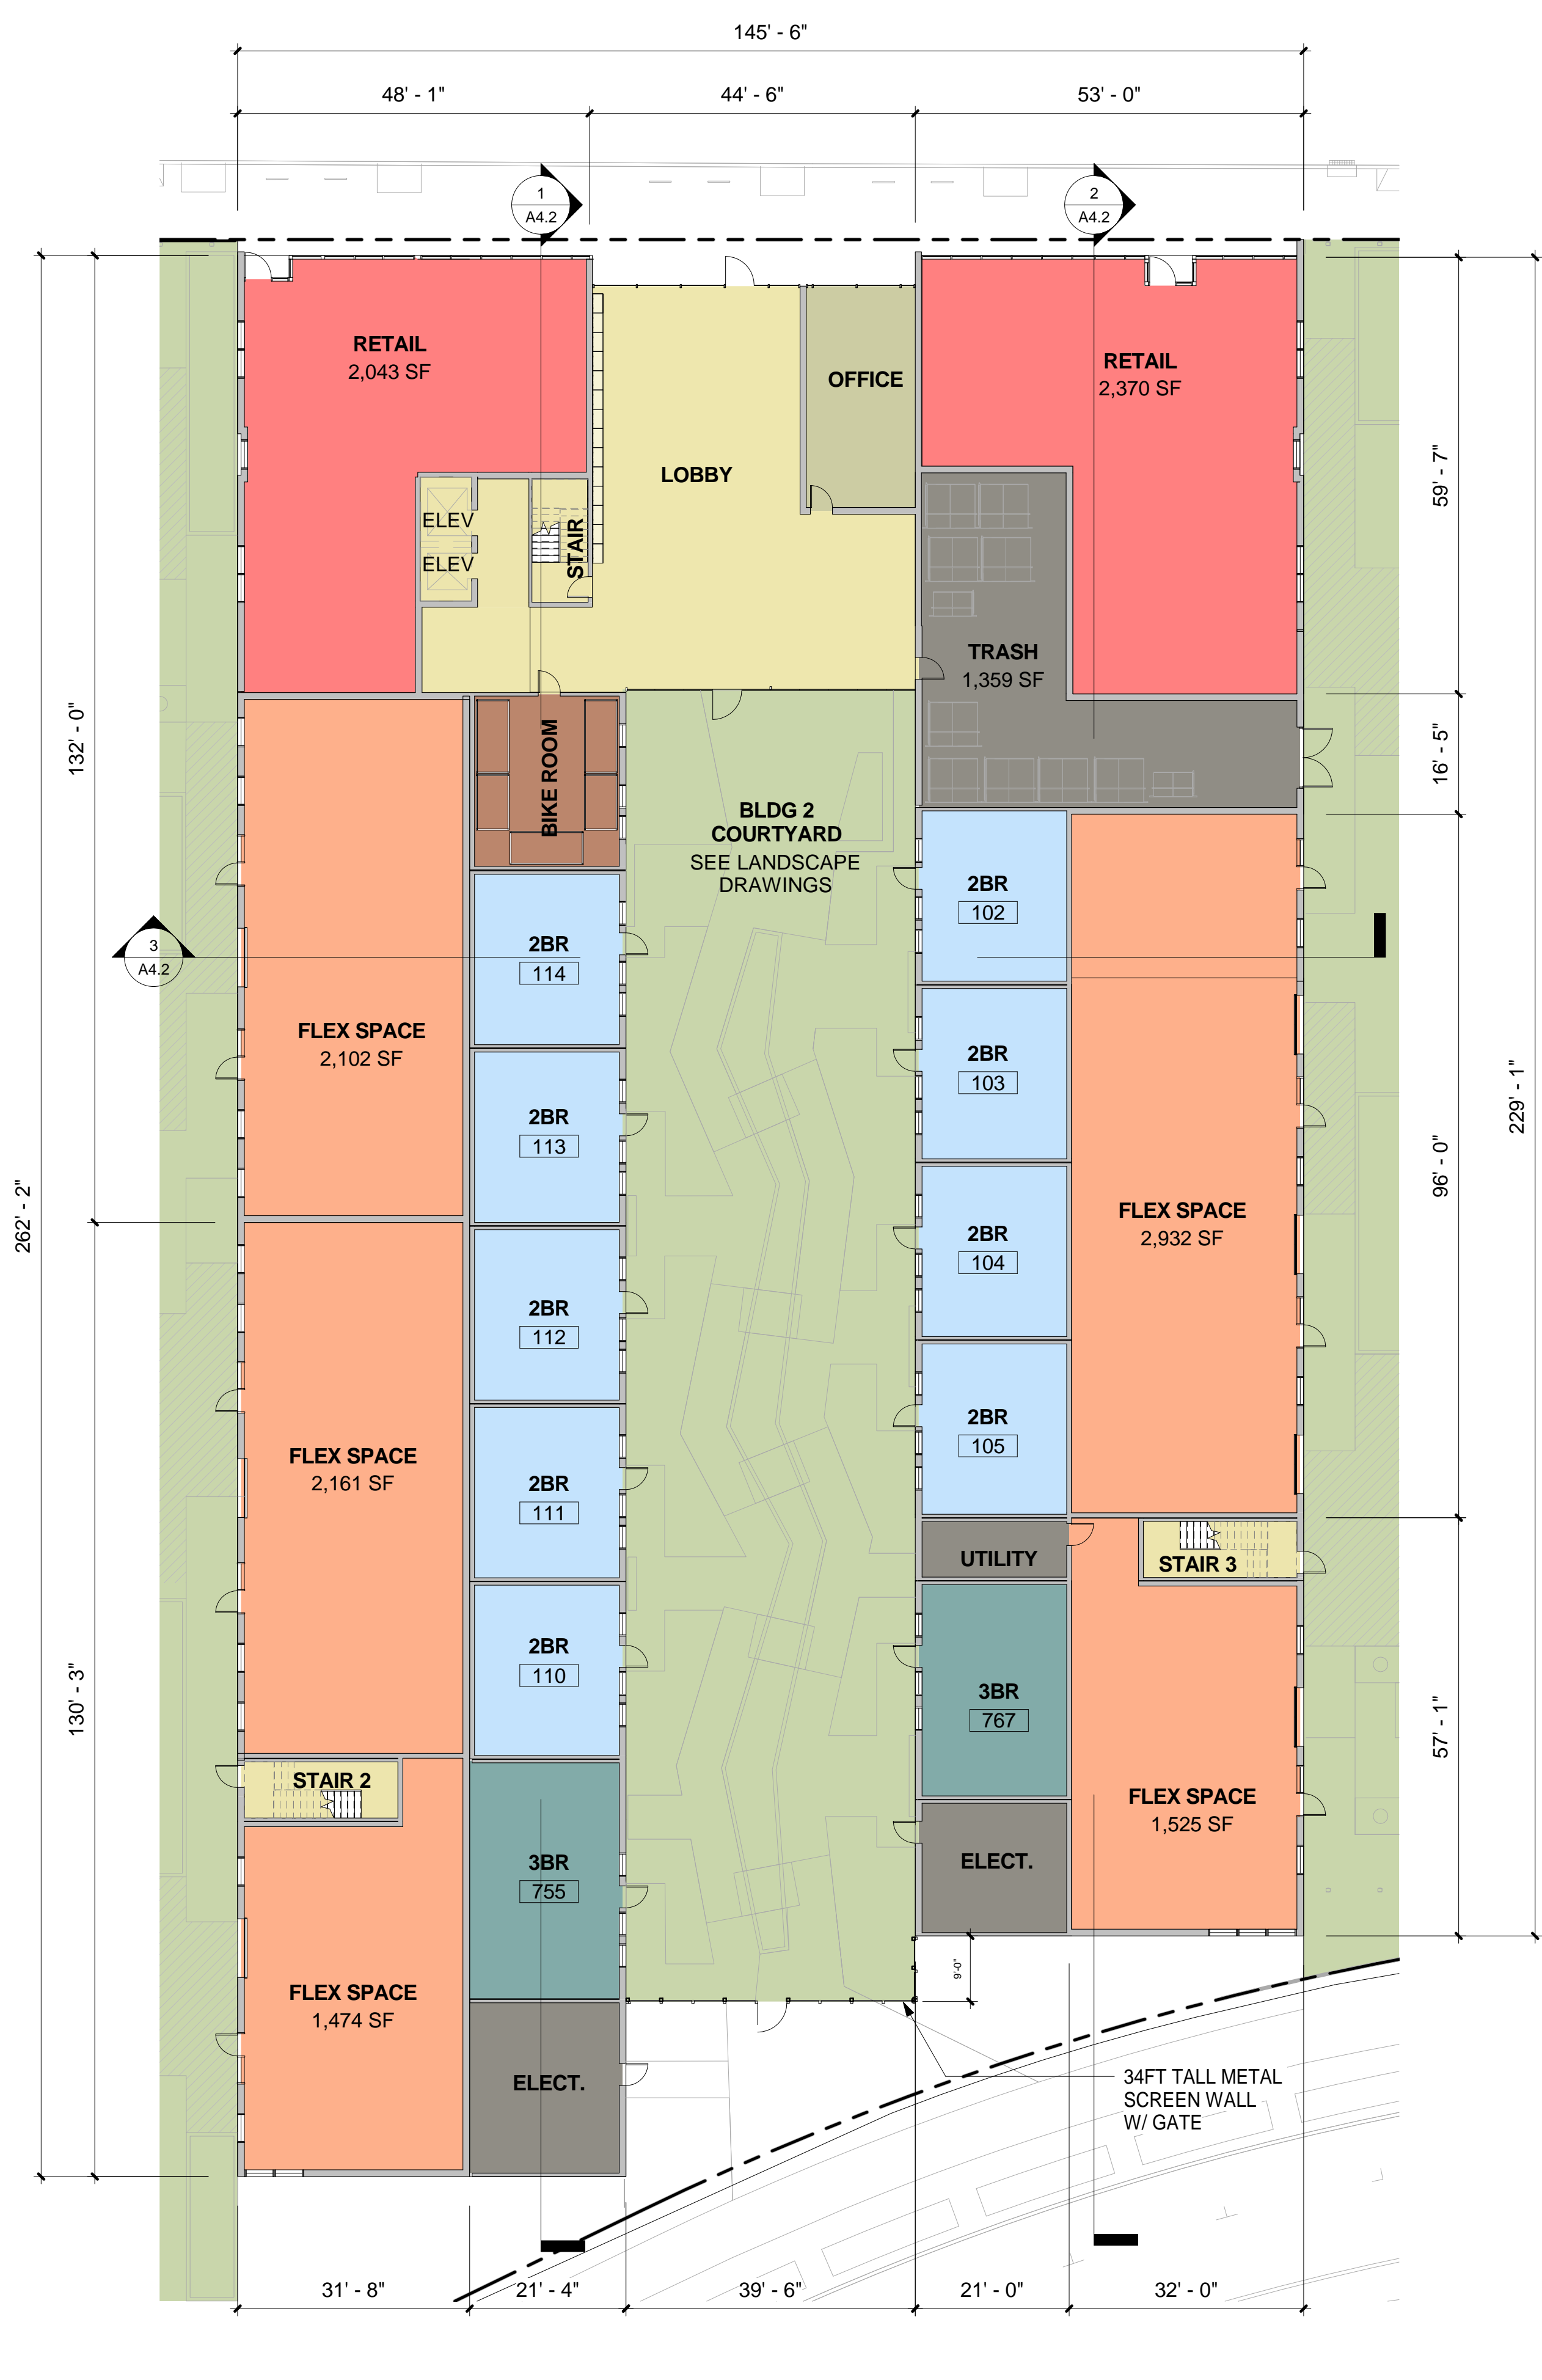 145' - 6"
48' - 1"
44' - 6"
53' - 0"
1
A4.2
2
A4.2
RETAIL
2,043 SF
RETAIL
2,370 SF
OFFICE
LOBBY
ELEV
ELEV
STAIR
59' - 7"
TRASH
1,359 SF
132' - 0"
16' - 5"
BIKE ROOM
BLDG 2
COURTYARD
SEE LANDSCAPE
DRAWINGS
2BR
102
3
A4.2
2BR
114
FLEX SPACE
2,102 SF
2BR
103
229' - 1"
2BR
113
96' - 0"
262' - 2"
FLEX SPACE
2,932 SF
2BR
104
2BR
112
2BR
105
FLEX SPACE
2,161 SF
2BR
111
UTILITY
STAIR 3
2BR
110
130' - 3"
3BR
767
57' - 1"
STAIR 2
FLEX SPACE
1,525 SF
3BR
755
ELECT.
9'-0"
FLEX SPACE
1,474 SF
ELECT.
34FT TALL METAL
SCREEN WALL
W/ GATE
31' - 8"
21' - 4"
39' - 6"
21' - 0"
32' - 0"